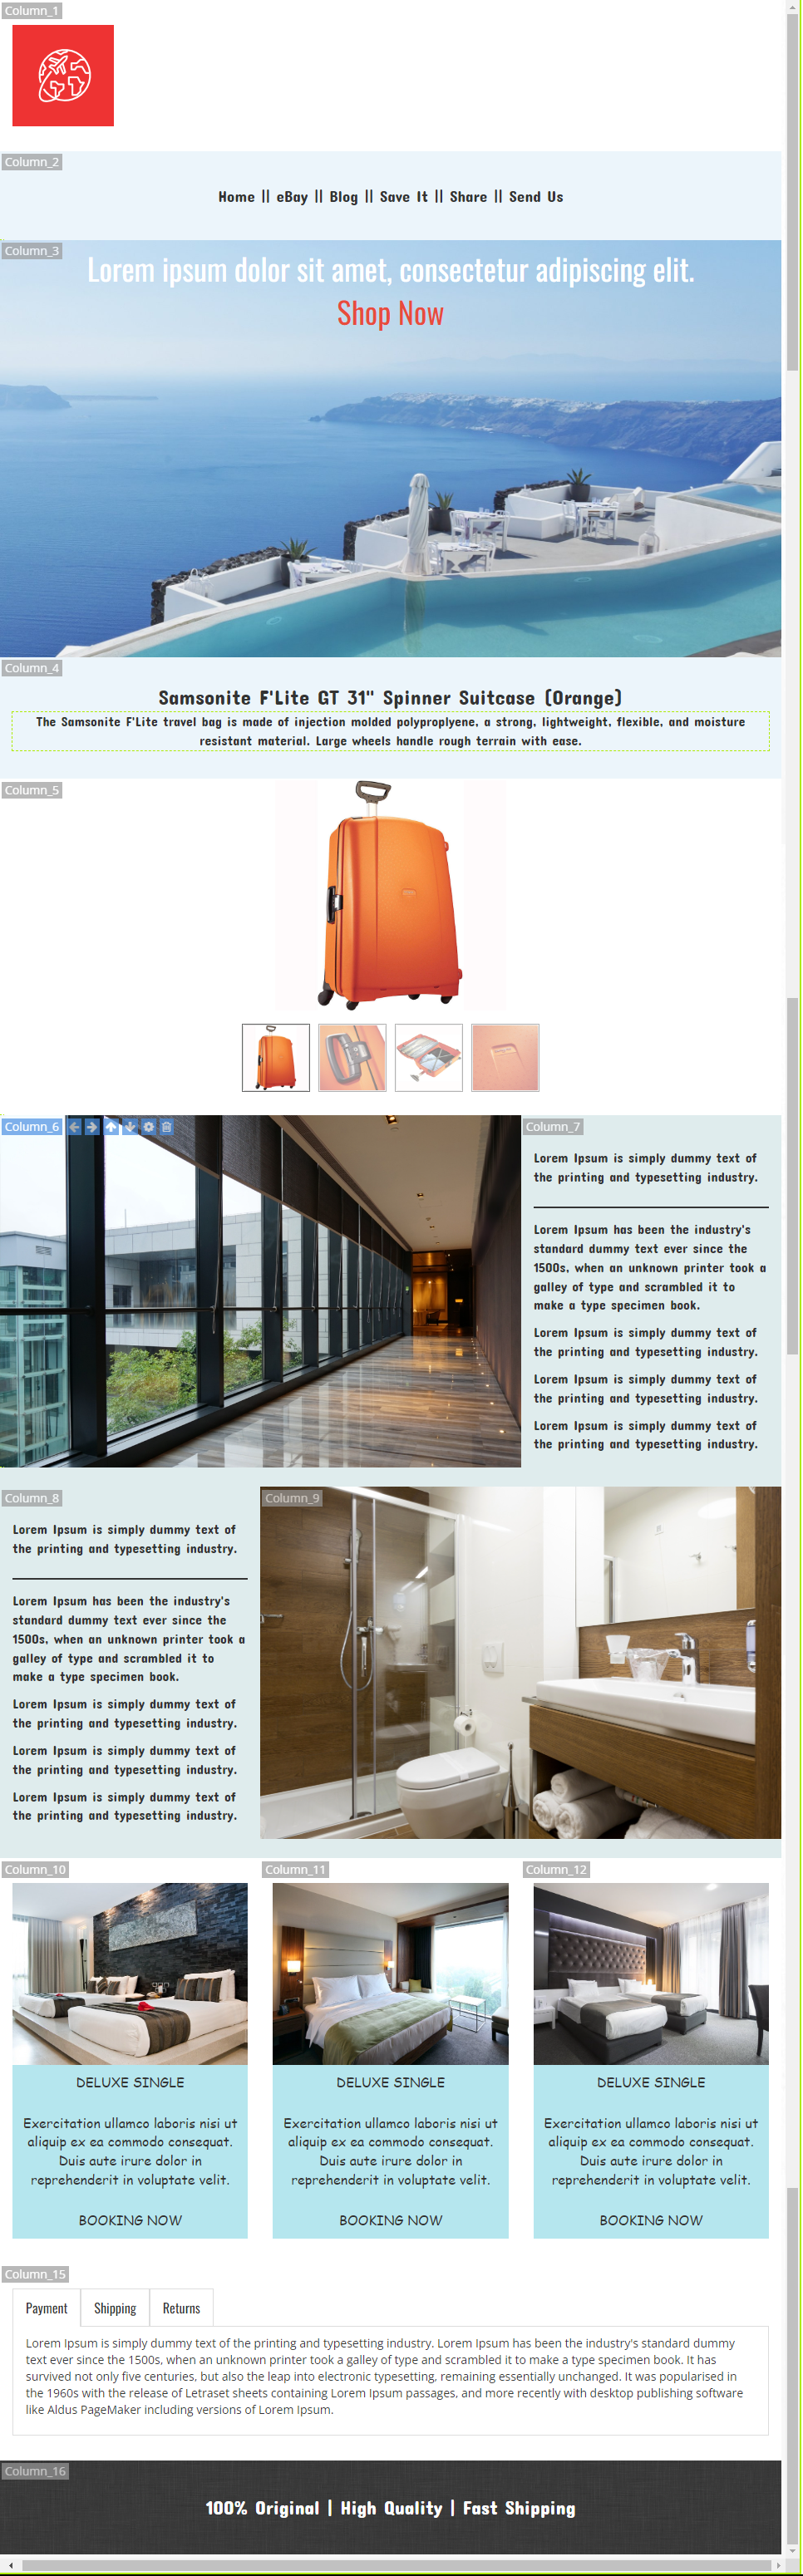 Column_1
Column_2
Home || eBay || Blog || Save It || Share || Send Us
Column_3
Lorem ipsum dolor sit amet, consectetur adipiscing elit.
Shop Now
Column_4
Samsonite F'Lite GT 31" Spinner Suitcase (Orange)
The Samsonite F'Lite travel bag is made of injection molded polyproplyene, a strong, lightweight, flexible, and moisture
resistant material. Large wheels handle rough terrain with ease.
Column_5
Column_6
Column_7
Lorem Ipsum is simply dummy text of
the printing and typesetting industry.
Lorem Ipsum has been the industry's
standard dummy text ever since the
1500s, when an unknown printer took a
galley of type and scrambled it to
make a type specimen book.
Lorem Ipsum is simply dummy text of
the printing and typesetting industry.
Lorem Ipsum is simply dummy text of
the printing and typesetting industry.
Lorem Ipsum is simply dummy text of
the printing and typesetting industry.
Column_8
Lorem Ipsum is simply dummy text of
the printing and typesetting industry.
Lorem Ipsum has been the industry's
standard dummy text ever since the
1500s, when an unknown printer took a
galley of type and scrambled it to
make a type specimen book.
Lorem Ipsum is simply dummy text of
the printing and typesetting industry.
Lorem Ipsum is simply dummy text of
the printing and typesetting industry.
Lorem Ipsum is simply dummy text of
the printing and typesetting industry.
Column_9
Column_10
DELUXE SINGLE
Exercitation ullamco laboris nisi ut
aliquip ex ea commodo consequat.
Duis aute irure dolor in
reprehenderit in voluptate velit.
BOOKING NOW
Column_11
DELUXE SINGLE
Exercitation ullamco laboris nisi ut
aliquip ex ea commodo consequat.
Duis aute irure dolor in
reprehenderit in voluptate velit.
BOOKING NOW
Column_12
DELUXE SINGLE
Exercitation ullamco laboris nisi ut
aliquip ex ea commodo consequat.
Duis aute irure dolor in
reprehenderit in voluptate velit.
BOOKING NOW
Column_15
Payment Shipping Returns
Lorem Ipsum is simply dummy text of the printing and typesetting industry. Lorem Ipsum has been the industry's standard dummy
text ever since the 1500s, when an unknown printer took a galley of type and scrambled it to make a type specimen book. It has
survived not only five centuries, but also the leap into electronic typesetting, remaining essentially unchanged. It was popularised in
the 1960s with the release of Letraset sheets containing Lorem Ipsum passages, and more recently with desktop publishing software
like Aldus PageMaker including versions of Lorem Ipsum.
Column_16
100% Original | High Quality | Fast Shipping